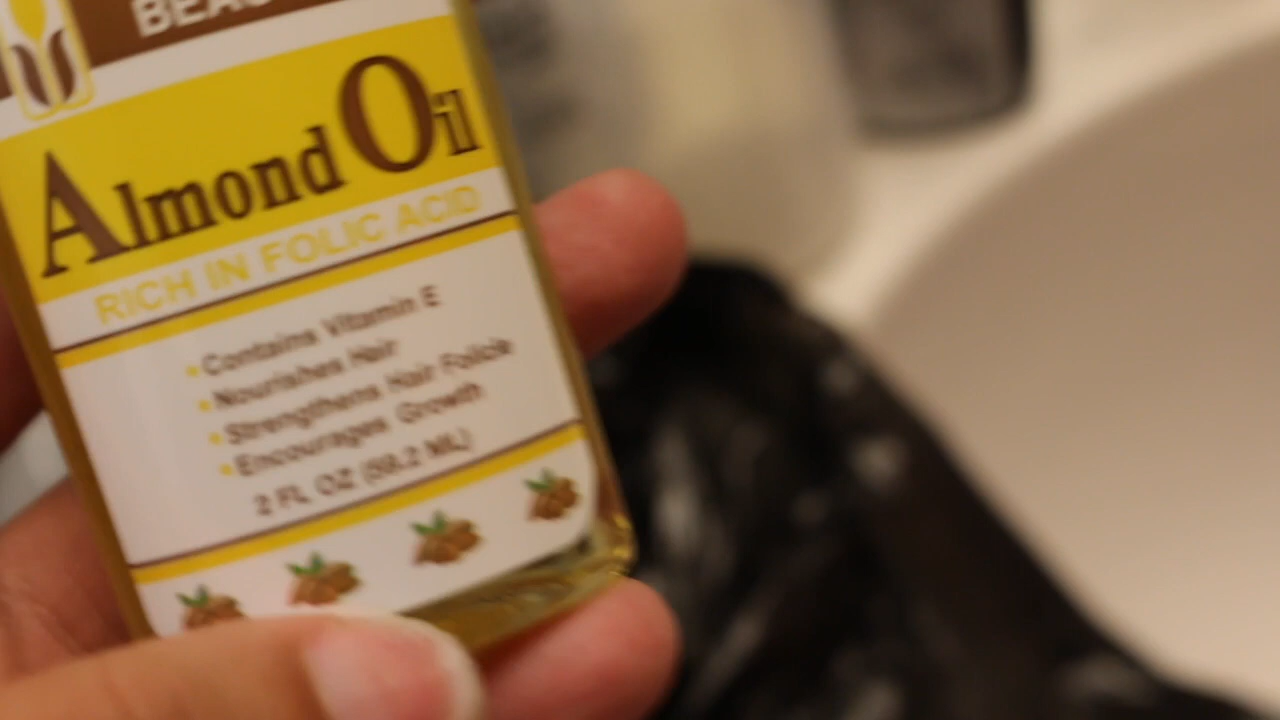 Almond Oil
RICH IN FOLIC ACID
•Contains Vitamin E
•Nourishes Hair
•Strengthens Hair Folicle
•Encourages Growth
2 FL OZ (59.2 ML)